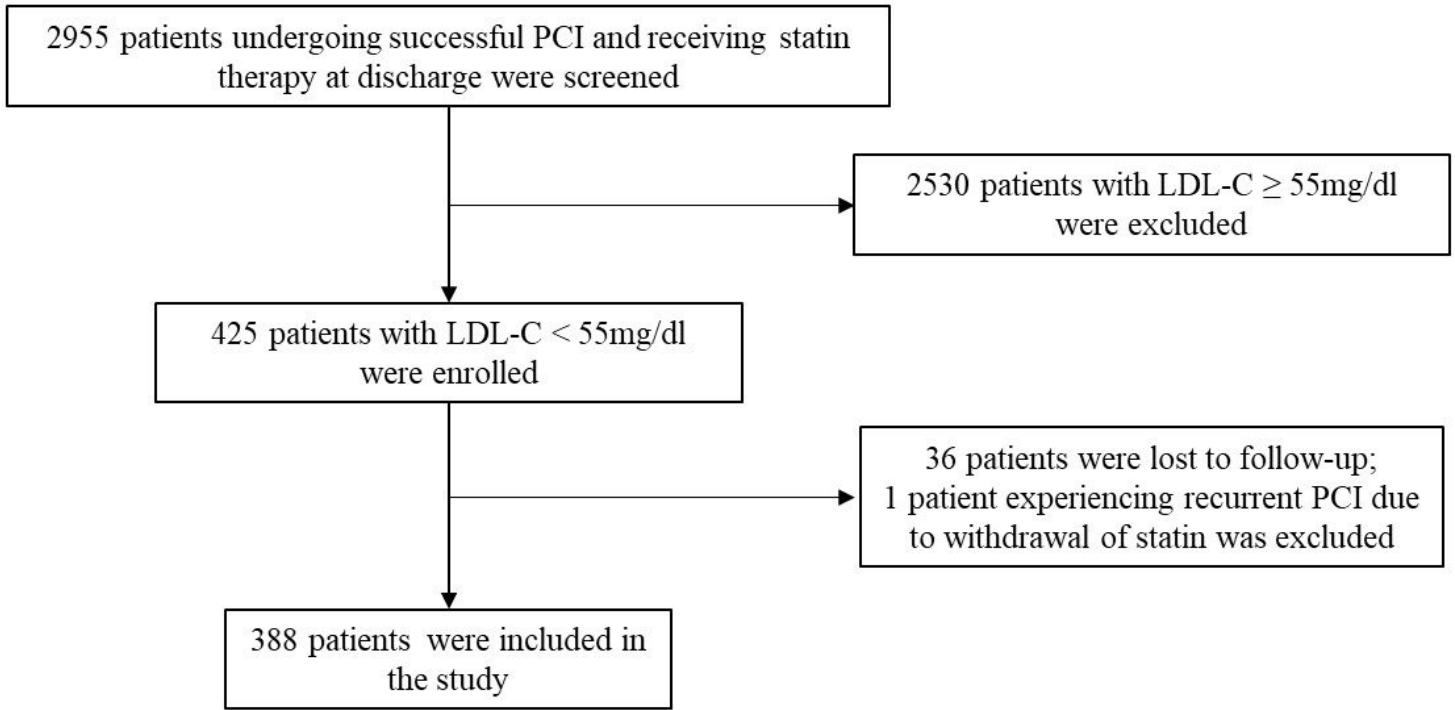 2955 patients undergoing successful PCI and receiving statin
therapy at discharge were screened
2530 patients with LDL-C ≥ 55mg/dl
were excluded
425 patients with LDL-C < 55mg/dl
were enrolled
36 patients were lost to follow-up;
1 patient experiencing recurrent PCI due
to withdrawal of statin was excluded
388 patients were included in
the study